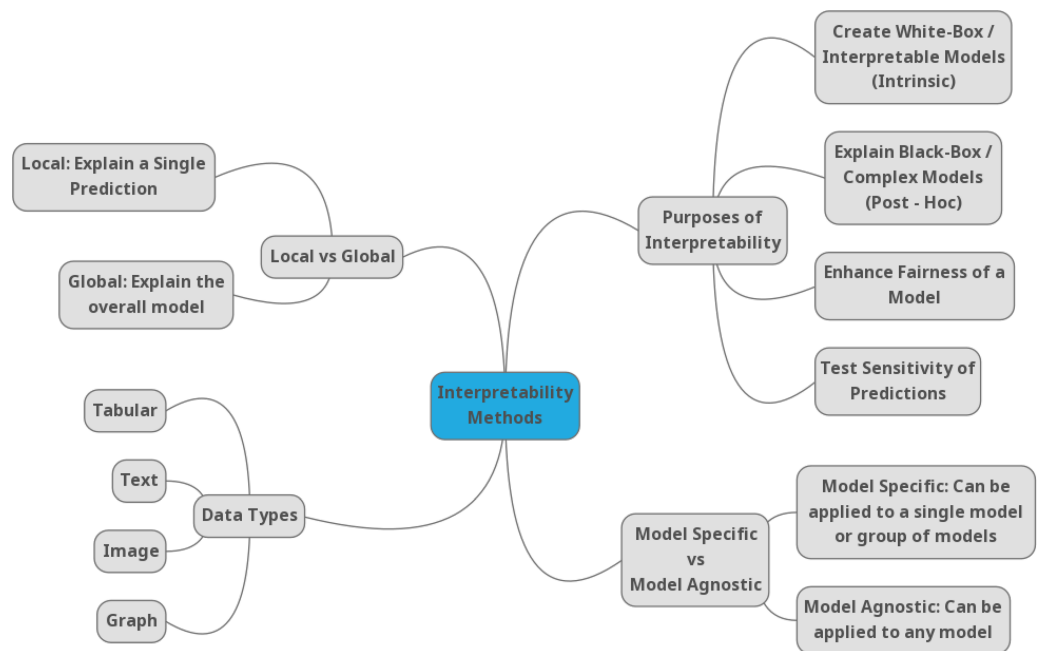 Interpretability
Methods
Purposes of
Interpretability
Create White-Box /
Interpretable Models
(Intrinsic)
Explain Black-Box /
Complex Models
(Post - Hoc)
Enhance Fairness of a
Model
Test Sensitivity of
Predictions
Model Specific
vs
Model Agnostic
Model Specific: Can be
applied to a single model
or group of models
Model Agnostic: Can be
applied to any model
Local vs Global
Local: Explain a Single
Prediction
Global: Explain the
overall model
Data Types
Tabular
Text
Image
Graph